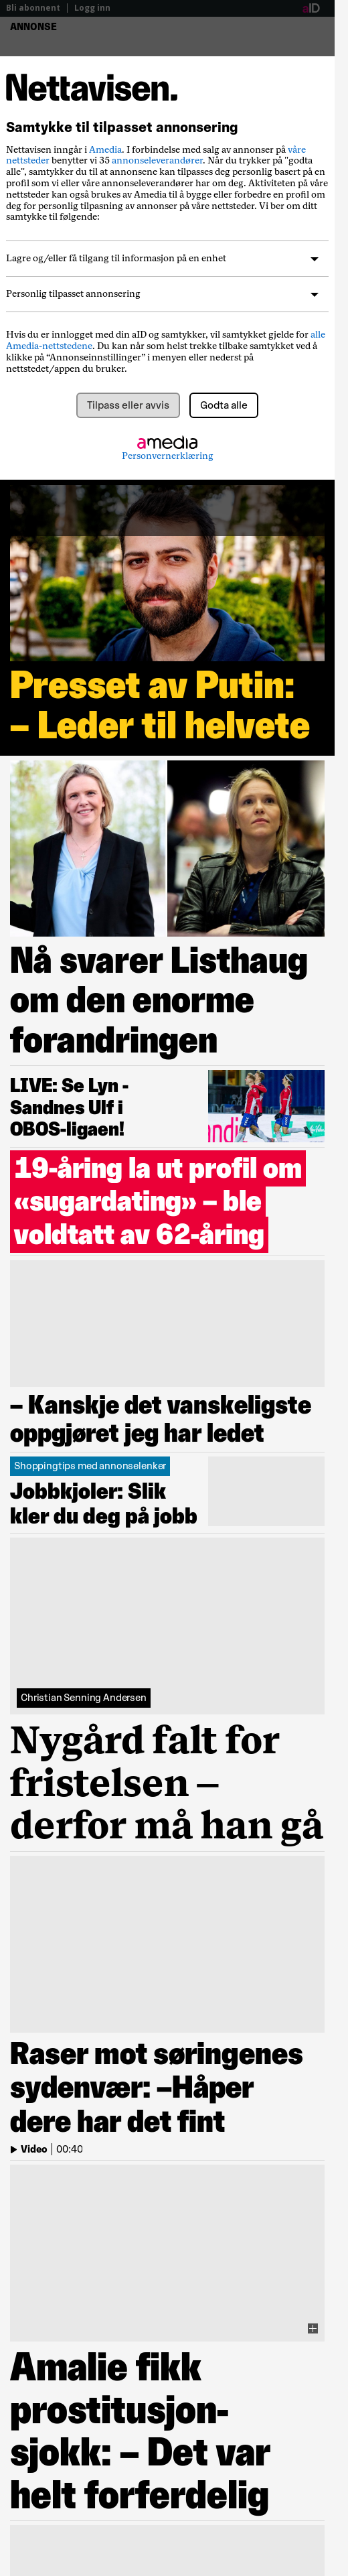 Bli abonnent | Logg inn aID
ANNONSE
Nettavisen.
Samtykke til tilpasset annonsering
Nettavisen inngår i Amedia. I forbindelse med salg av annonser på våre
nettsteder benytter vi 35 annonseleverandører. Når du trykker på "godta
alle", samtykker du til at annonsene kan tilpasses deg personlig basert på en
profil som vi eller våre annonseleverandører har om deg. Aktiviteten på våre
nettsteder kan også brukes av Amedia til å bygge eller forbedre en profil om
deg for personlig tilpasning av annonser på våre nettsteder. Vi ber om ditt
samtykke til følgende:
Lagre og/eller få tilgang til informasjon på en enhet
Personlig tilpasset annonsering
Hvis du er innlogget med din aID og samtykker, vil samtykket gjelde for alle
Amedia-nettstedene. Du kan når som helst trekke tilbake samtykket ved å
klikke på “Annonseinnstillinger” i menyen eller nederst på
nettstedet/appen du bruker.
Tilpass eller avvis Godta alle
amedia
Personvernerklæring
Presset av Putin:
– Leder til helvete
Nå svarer Listhaug
om den enorme
forandringen
LIVE: Se Lyn -
Sandnes Ulf i
OBOS-ligaen!
19-åring la ut profil om
«sugardating» – ble
voldtatt av 62-åring
– Kanskje det vanskeligste
oppgjøret jeg har ledet
Shoppingtips med annonselenker
Jobbkjoler: Slik
kler du deg på jobb
Christian Senning Andersen
Nygård falt for
fristelsen –
derfor må han gå
Raser mot søringenes
sydenvær: –Håper
dere har det fint
Video | 00:40
Amalie fikk
prostitusjon-
sjokk: – Det var
helt forferdelig